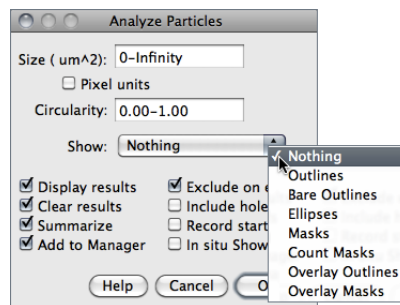 Analyze Particles
Size ( um^2): 0-Infinity
Pixel units
Circularity: 0.00-1.00
Show: Nothing
Nothing
Outlines
Bare Outlines
Ellipses
Masks
Count Masks
Overlay Outlines
Overlay Masks
Display results Exclude on e
Clear results Include hole
Summarize Record start
Add to Manager In situ Show
Help Cancel O